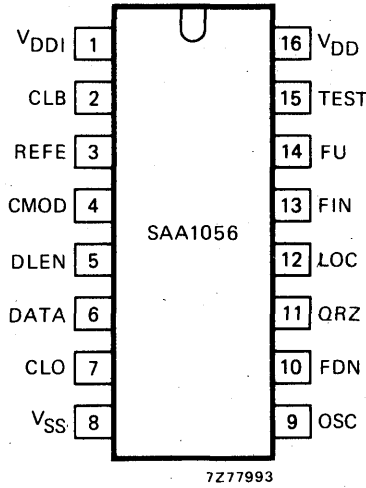 VDDI 1 16 VDD
CLB 2 15 TEST
REFE 3 14 FU
CMOD 4 13 FIN
SAA1056
DLEN 5 12 LOC
DATA 6 11 QRZ
CLO 7 10 FDN
VSS 8 9 OSC
7Z77993